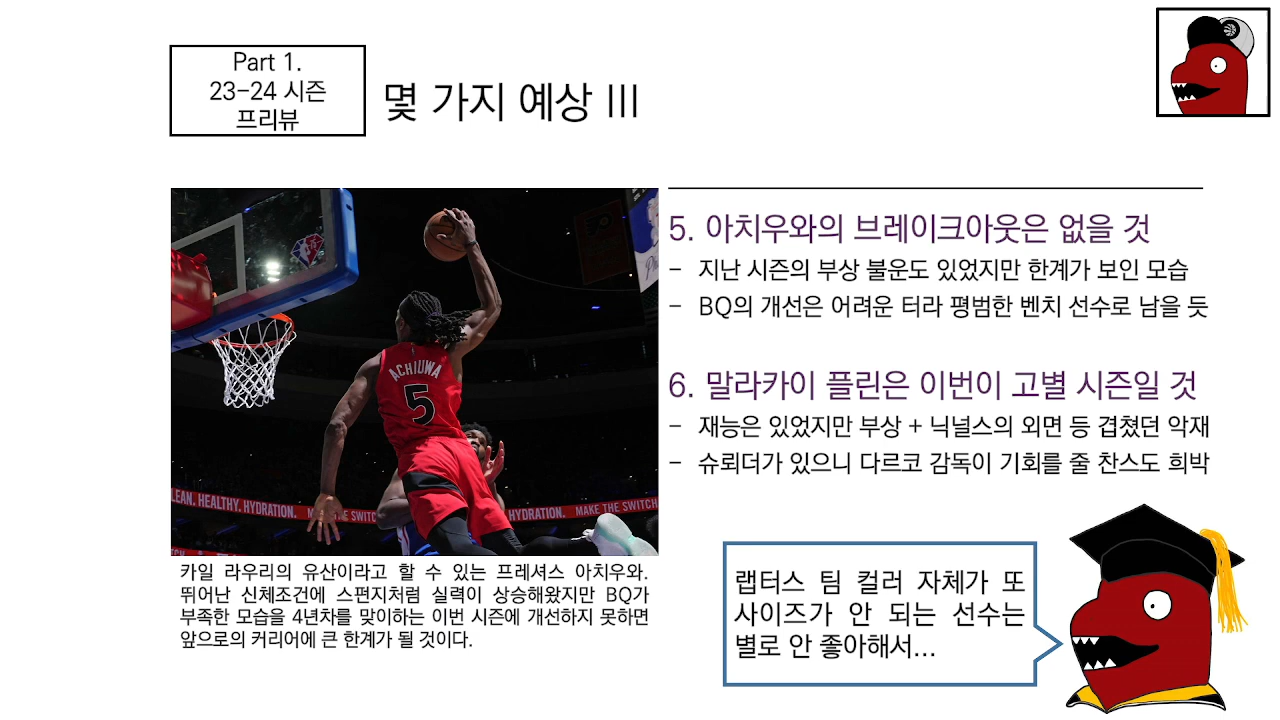 Part 1.
23-24 시즌
프리뷰
몇 가지 예상 III
5. 아치우와의 브레이크아웃은 없을 것
- 지난 시즌의 부상 불운도 있었지만 한계가 보인 모습
- BQ의 개선은 어려운 터라 평범한 벤치 선수로 남을 듯
6. 말라카이 플린은 이번이 고별 시즌일 것
- 재능은 있었지만 부상 + 닉널스의 외면 등 겹쳤던 악재
- 슈뢰더가 있으니 다르코 감독이 기회를 줄 찬스도 희박
ACHIUWA
5
LEAN. HEALTHY. HYDRATION.
MAKE THE SWITC
HYDRATION.
MAKE THE SWITCH
카일 라우리의 유산이라고 할 수 있는 프레셔스 아치우와.
뛰어난 신체조건에 스펀지처럼 실력이 상승해왔지만 BQ가
부족한 모습을 4년차를 맞이하는 이번 시즌에 개선하지 못하면
앞으로의 커리어에 큰 한계가 될 것이다.
랩터스 팀 컬러 자체가 또
사이즈가 안 되는 선수는
별로 안 좋아해서...